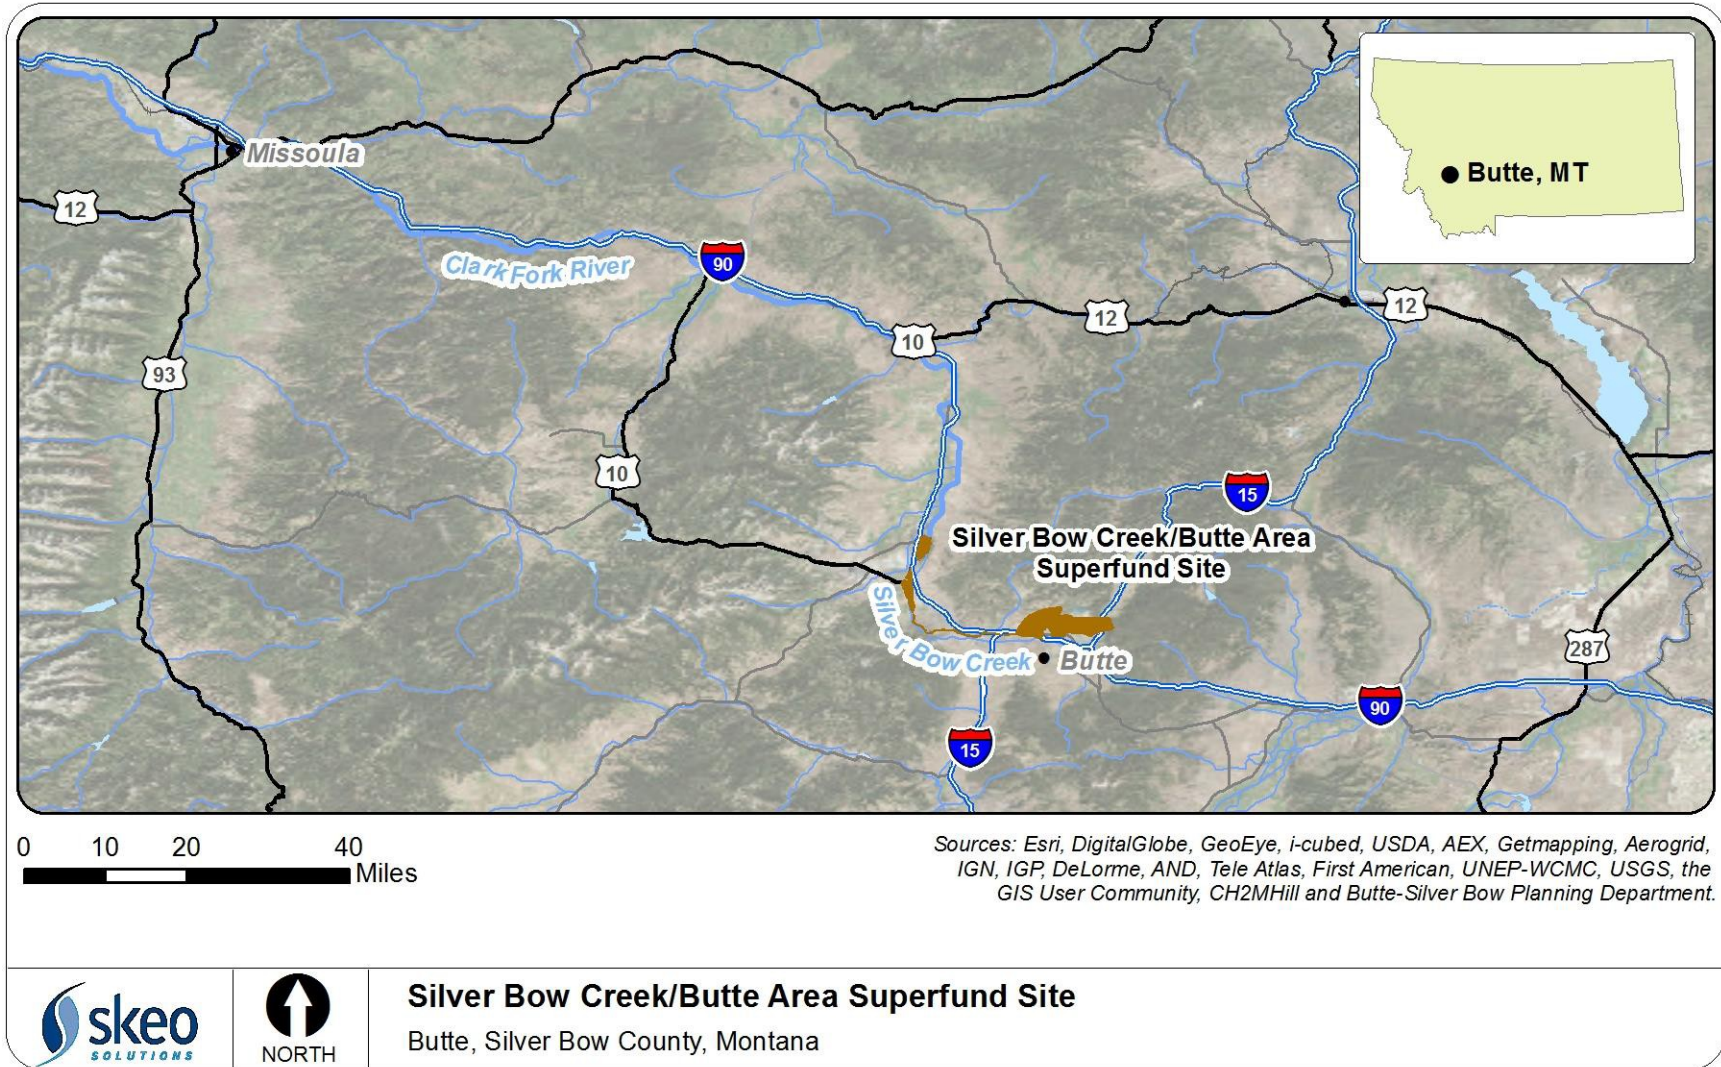 Missoula
Butte, MT
12
Clark Fork River
90
12
12
10
93
10
15
Silver Bow Creek/Butte Area
Superfund Site
Silver Bow Creek
Butte
287
90
15
0 10 20 40
Miles
Sources: Esri, DigitalGlobe, GeoEye, i-cubed, USDA, AEX, Getmapping, Aerogrid,
IGN, IGP, DeLorme, AND, Tele Atlas, First American, UNEP-WCMC, USGS, the
GIS User Community, CH2MHill and Butte-Silver Bow Planning Department.
skeo
SOLUTIONS
NORTH
Silver Bow Creek/Butte Area Superfund Site
Butte, Silver Bow County, Montana